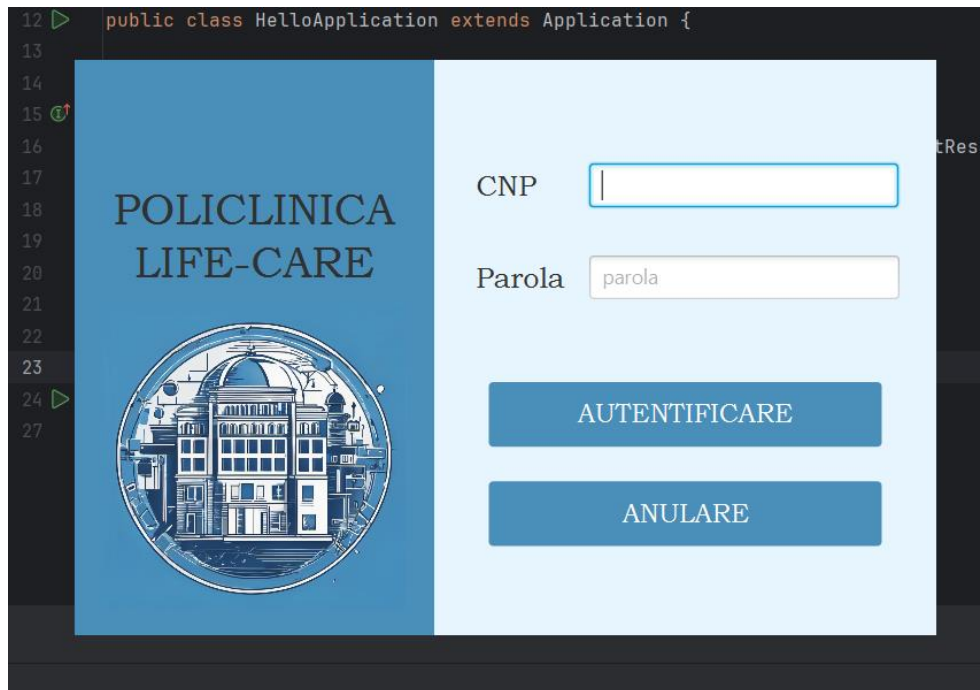 12 public class HelloApplication extends Application {
13
14
15
16 tRes
17
18
19
20
21
22
23
24
27
POLICLINICA
LIFE-CARE
CNP
Parola parola
AUTENTIFICARE
ANULARE